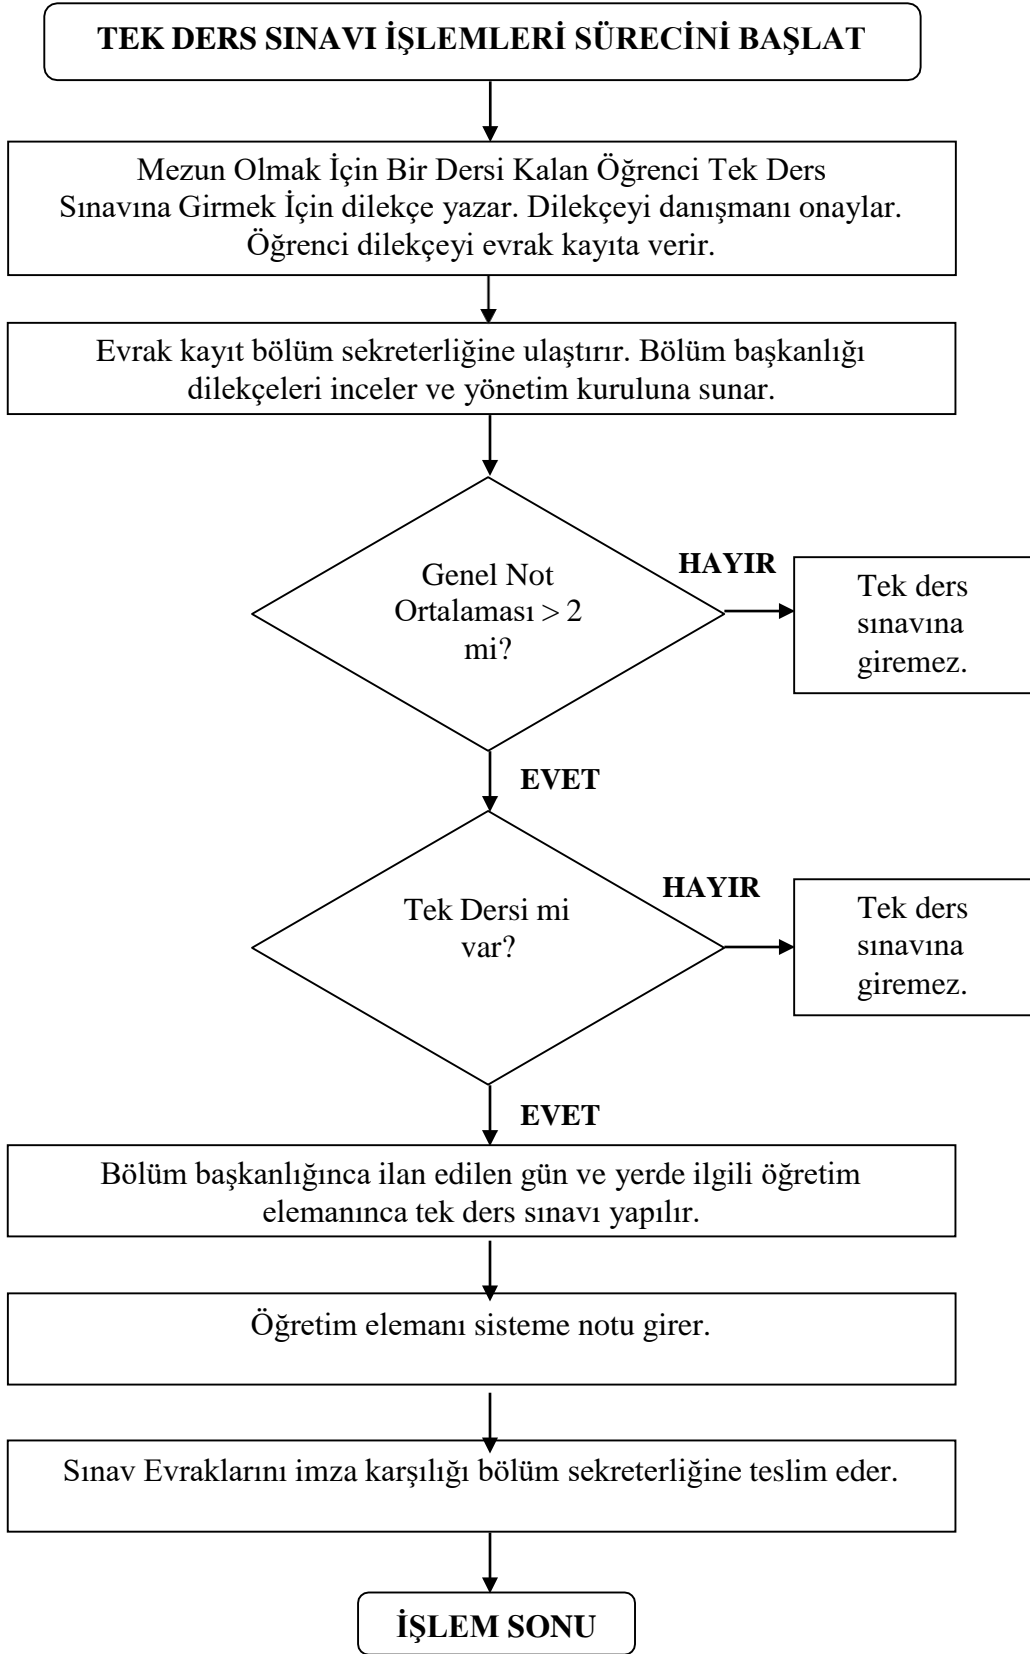 TEK DERS SINAVI İŞLEMLERİ SÜRECİNİ BAŞLAT
Mezun Olmak İçin Bir Dersi Kalan Öğrenci Tek Ders
Sınavına Girmek İçin dilekçe yazar. Dilekçeyi danışmanı onaylar.
Öğrenci dilekçeyi evrak kayıta verir.
Evrak kayıt bölüm sekreterliğine ulaştırır. Bölüm başkanlığı
dilekçeleri inceler ve yönetim kuruluna sunar.
Genel Not
Ortalaması > 2
mi?
HAYIR
Tek ders
sınavına
giremez.
EVET
Tek Dersi mi
var?
HAYIR
Tek ders
sınavına
giremez.
EVET
Bölüm başkanlığınca ilan edilen gün ve yerde ilgili öğretim
elemanınca tek ders sınavı yapılır.
Öğretim elemanı sisteme notu girer.
Sınav Evraklarını imza karşılığı bölüm sekreterliğine teslim eder.
İŞLEM SONU